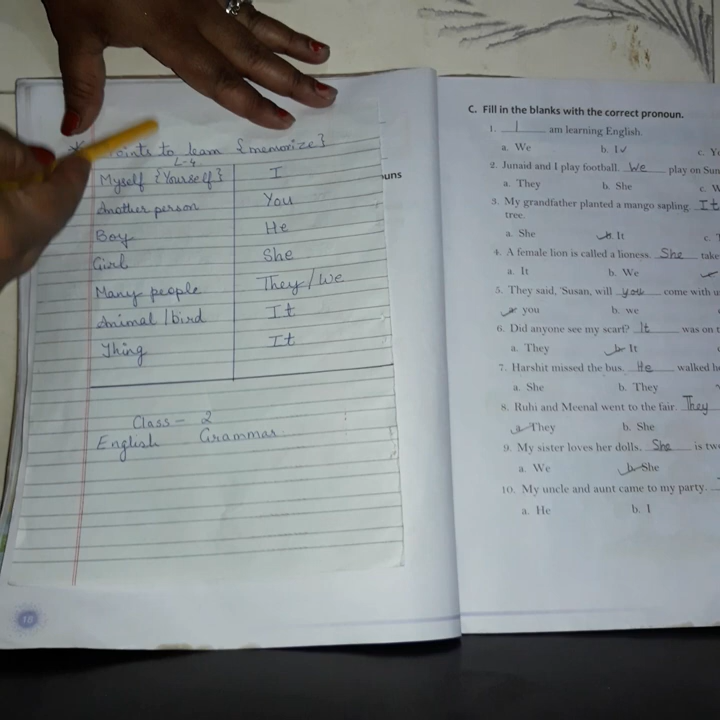 oints to learn {memorize}
L-4
Myself {Yourself} I
Another person You
Boy He
Girl She
Many people They/We
Animal/bird It
Thing It
Class - 2
English Grammar
uns
18
C. Fill in the blanks with the correct pronoun.
1. I am learning English.
a. We b. I c. Y
2. Junaid and I play football. We play on Sun
a. They b. She c. W
3. My grandfather planted a mango sapling. It
tree.
a. She b. It c.
4. A female lion is called a lioness. She take
a. It b. We
5. They said, 'Susan, will you come with u
a. you b. we
6. Did anyone see my scarf? It was on t
a. They b. It
7. Harshit missed the bus. He walked h
a. She b. They
8. Ruhi and Meenal went to the fair. They
a. They b. She
9. My sister loves her dolls. She is tw
a. We b. She
10. My uncle and aunt came to my party.
a. He b. I